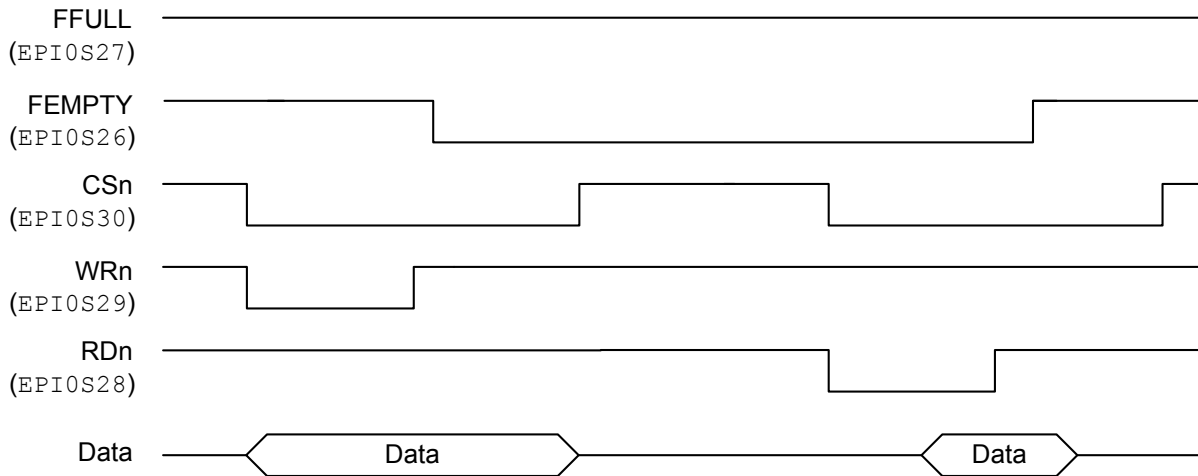 FFULL
(EPI0S27)
FEMPTY
(EPI0S26)
CSn
(EPI0S30)
WRn
(EPI0S29)
RDn
(EPI0S28)
Data
Data
Data